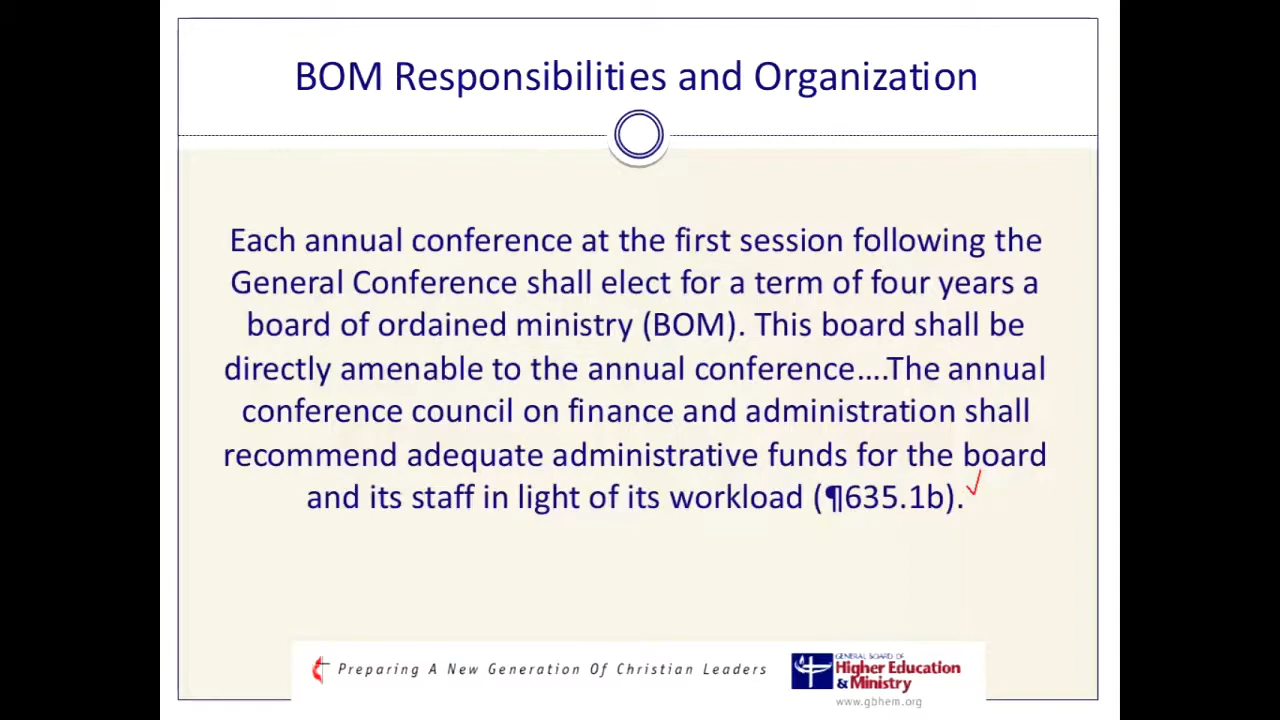 BOM Responsibilities and Organization
Each annual conference at the first session following the
General Conference shall elect for a term of four years a
board of ordained ministry (BOM). This board shall be
directly amenable to the annual conference....The annual
conference council on finance and administration shall
recommend adequate administrative funds for the board
and its staff in light of its workload (¶635.1b).
Preparing A New Generation Of Christian Leaders
GENERAL BOARD OF
Higher Education
& Ministry
www.gbhem.org